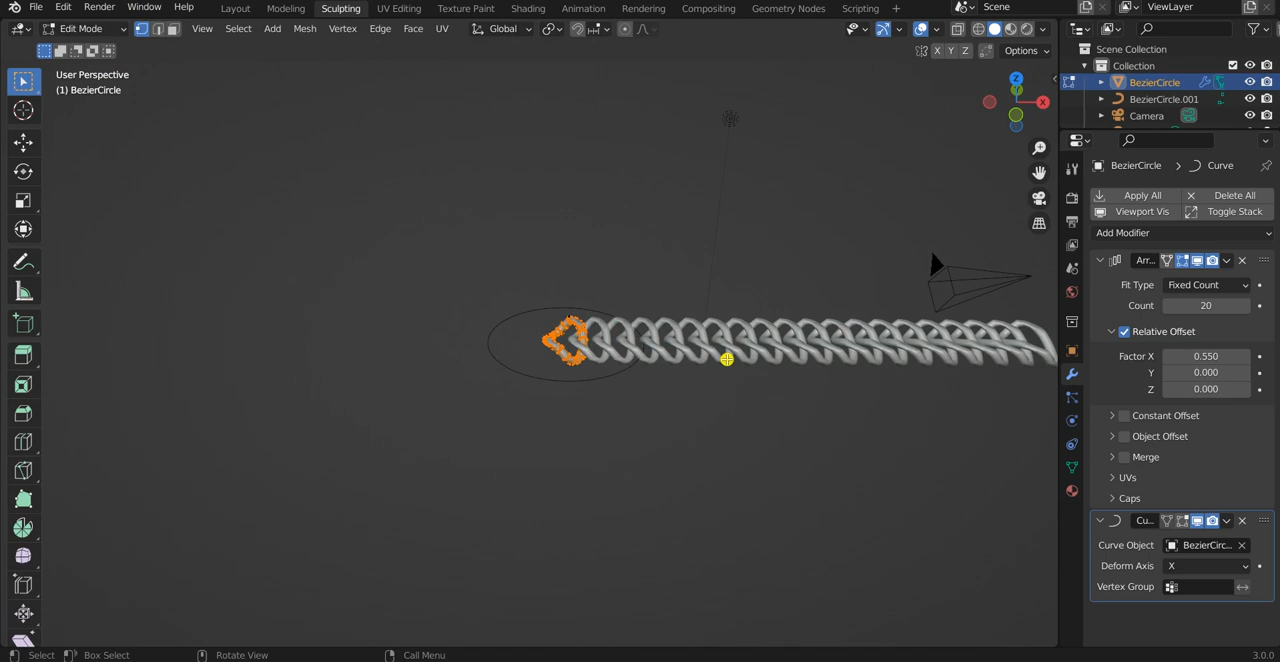 File Edit Render Window Help Layout Modeling Sculpting UV Editing Texture Paint Shading Animation Rendering Compositing Geometry Nodes Scripting + Scene ViewLayer
Edit Mode View Select Add Mesh Vertex Edge Face UV Global
X Y Z Options
User Perspective
(1) BezierCircle
Z
X
Scene Collection
Collection
BezierCircle
BezierCircle.001
Camera
BezierCircle > Curve
Apply All Delete All
Viewport Vis Toggle Stack
Add Modifier
Arr...
Fit Type Fixed Count
Count 20
Relative Offset
Factor X 0.550
Y 0.000
Z 0.000
Constant Offset
Object Offset
Merge
UVs
Caps
Cu...
Curve Object BezierCirc...
Deform Axis X
Vertex Group
Select Box Select Rotate View Call Menu 3.0.0